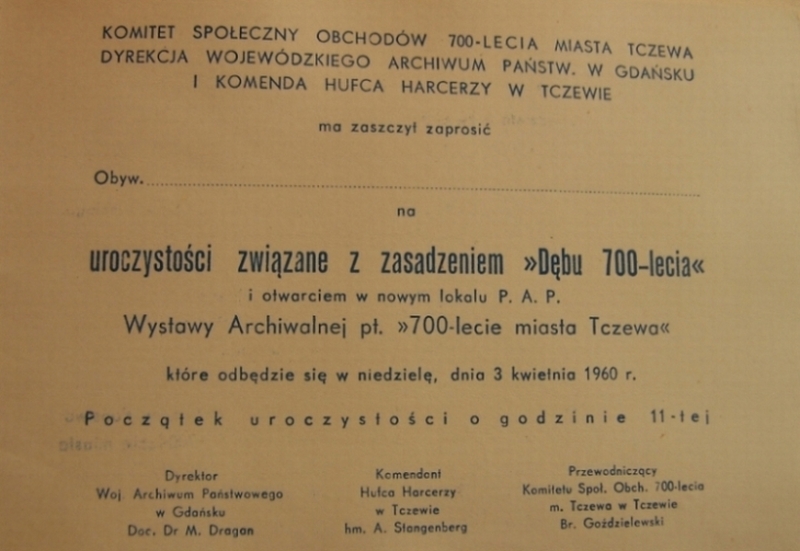 KOMITET SPOŁECZNY OBCHODÓW 700-LECIA MIASTA TCZEWA
DYREKCJA WOJEWÓDZKIEGO ARCHIWUM PAŃSTW. W GDAŃSKU
I KOMENDA HUFCA HARCERZY W TCZEWIE
ma zaszczyt zaprosić
Obyw.
na
uroczystości związane z zasadzeniem »Dębu 700-lecia«
i otwarciem w nowym lokalu P. A. P.
Wystawy Archiwalnej pt. »700-lecie miasta Tczewa«
które odbędzie się w niedzielę, dnia 3 kwietnia 1960 r.
Początek uroczystości o godzinie 11-tej
Dyrektor
Woj. Archiwum Państwowego
w Gdańsku
Doc. Dr M. Dragan
Komendant
Hufca Harcerzy
w Tczewie
hm. A. Stangenberg
Przewodniczący
Komitetu Społ. Obch. 700-lecia
m. Tczewa w Tczewie
Br. Goździelewski